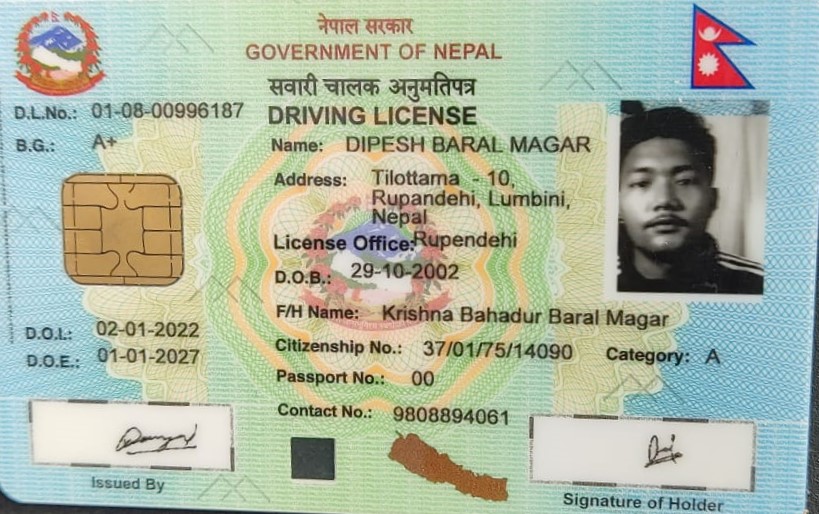 नेपाल सरकार
GOVERNMENT OF NEPAL
सवारी चालक अनुमतिपत्र
DRIVING LICENSE
D.L.No.: 01-08-00996187
B.G.: A+
Name: DIPESH BARAL MAGAR
Address: Tilottama - 10,
Rupandehi, Lumbini,
Nepal
License Office: Rupendehi
D.O.B.: 29-10-2002
F/H Name: Krishna Bahadur Baral Magar
D.O.I.: 02-01-2022
D.O.E.: 01-01-2027
Citizenship No.: 37/01/75/14090 Category: A
Passport No.: 00
Contact No.: 9808894061
Issued By
Signature of Holder